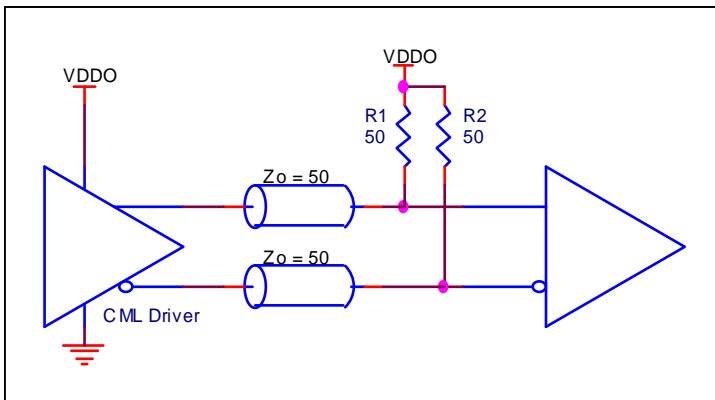 VDDO
VDDO
R1
50
R2
50
Zo = 50
Zo = 50
CML Driver